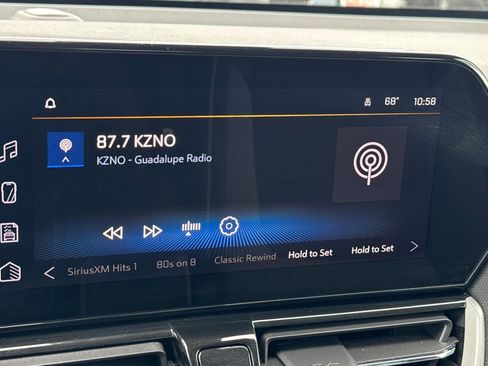 68° 10:58
87.7 KZNO
KZNO - Guadalupe Radio
SiriusXM Hits 1 80s on 8 Classic Rewind Hold to Set Hold to Set